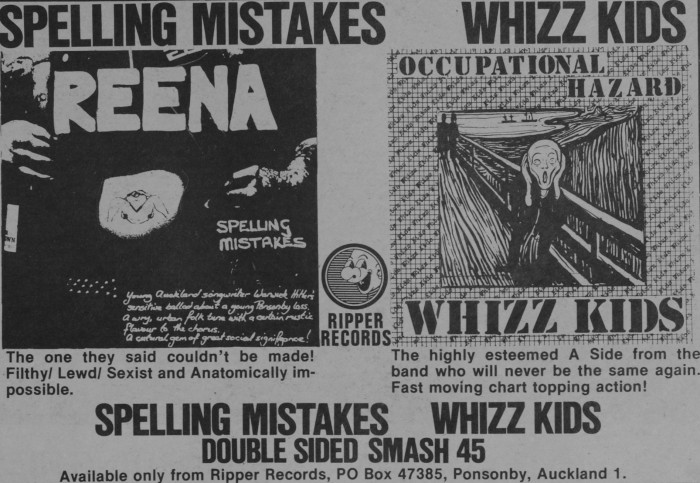 SPELLING MISTAKES
REENA
SPELLING
MISTAKES
Young Auckland songwriter Warwick Hitler's
sensitive ballad about a young Ponsonby lass.
A wry, urban folk tune with a certain rustic
flavour to the chorus.
A cultural gem of great social significance!
The one they said couldn't be made!
Filthy/ Lewd/ Sexist and Anatomically im-
possible.
RIPPER
RECORDS
WHIZZ KIDS
OCCUPATIONAL
HAZARD
WHIZZ KIDS
The highly esteemed A Side from the
band who will never be the same again.
Fast moving chart topping action!
SPELLING MISTAKES WHIZZ KIDS
DOUBLE SIDED SMASH 45
Available only from Ripper Records, PO Box 47385, Ponsonby, Auckland 1.